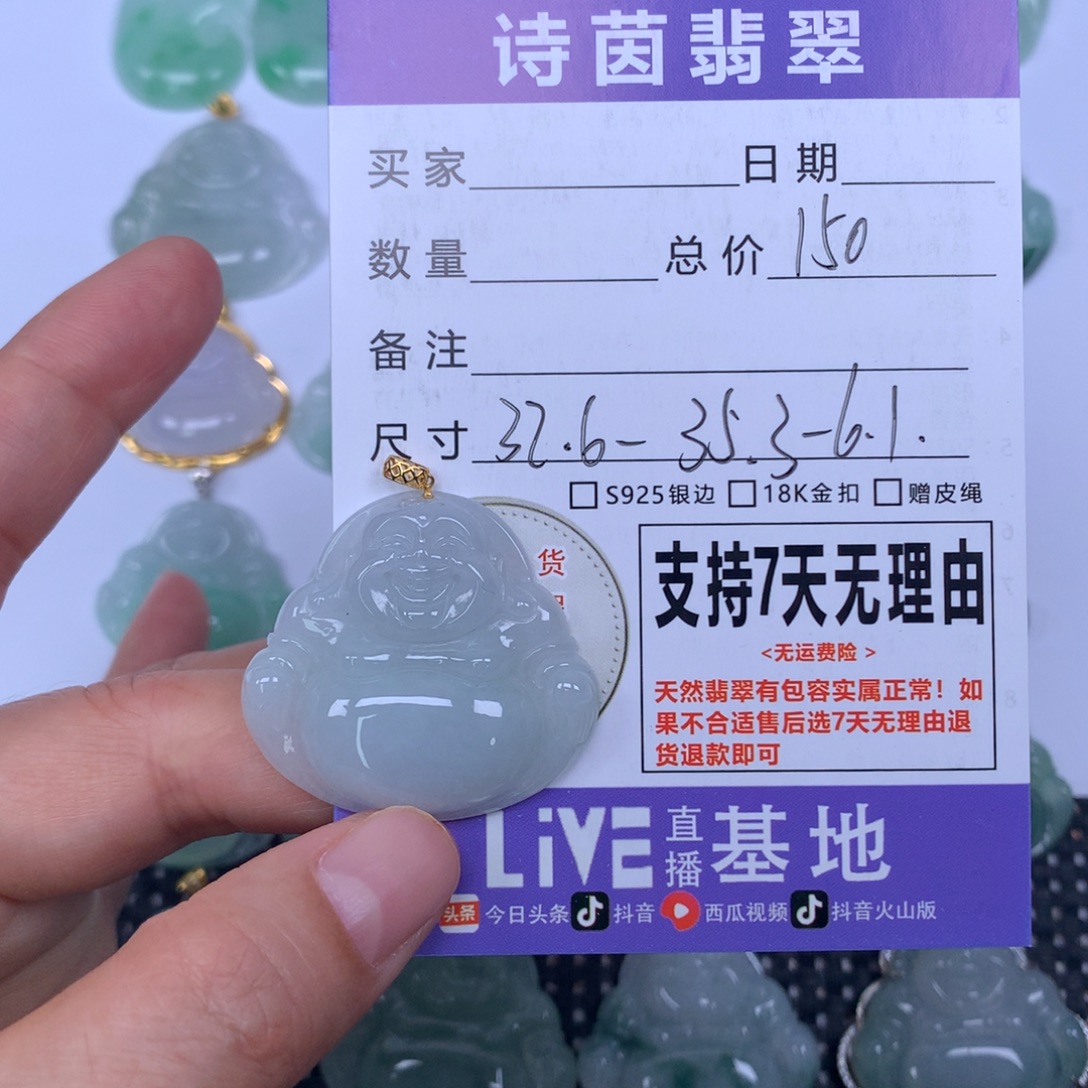 诗茵翡翠
买家 日期
数量 总价 150
备注
尺寸 32.6-35.3-6.1.
S925银边 18K金扣 赠皮绳
货
支持7天无理由
<无运费险 >
天然翡翠有包容实属正常！如
果不合适售后选7天无理由退
货退款即可
LiVE直播基地
头条 今日头条 抖音 西瓜视频 抖音火山版